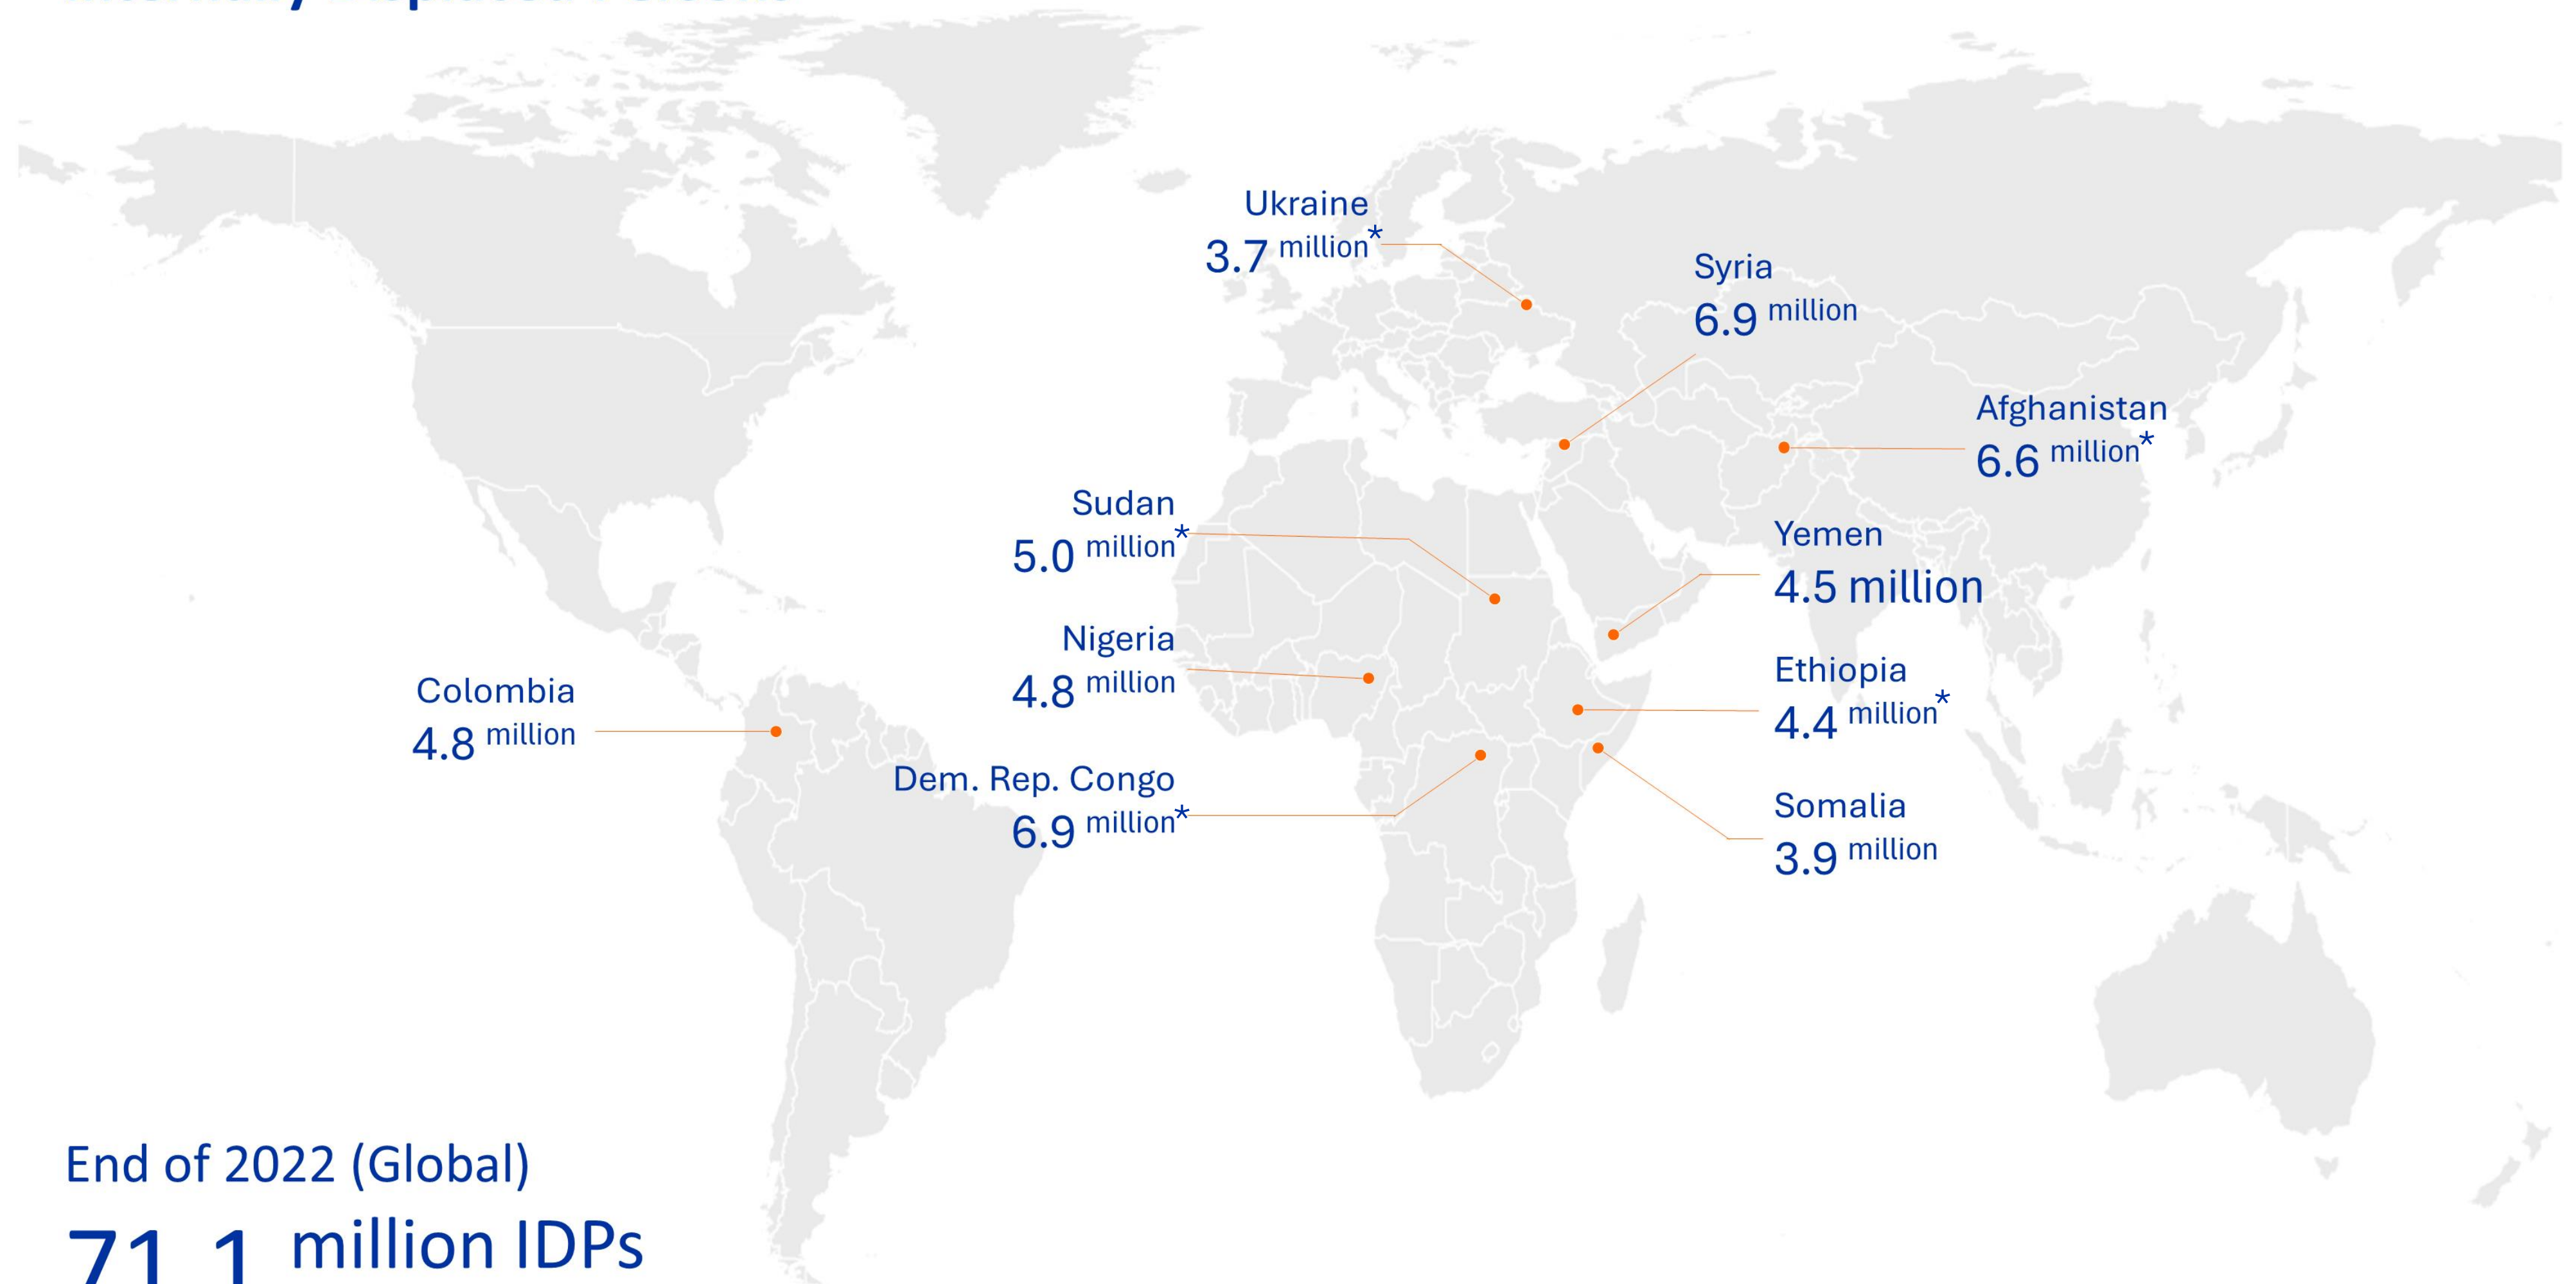 Ukraine
3.7 million*
Syria
6.9 million
Afghanistan
6.6 million*
Sudan
5.0 million*
Yemen
4.5 million
Nigeria
4.8 million
Ethiopia
4.4 million*
Colombia
4.8 million
Dem. Rep. Congo
6.9 million*
Somalia
3.9 million
End of 2022 (Global)
71.1 million IDPs